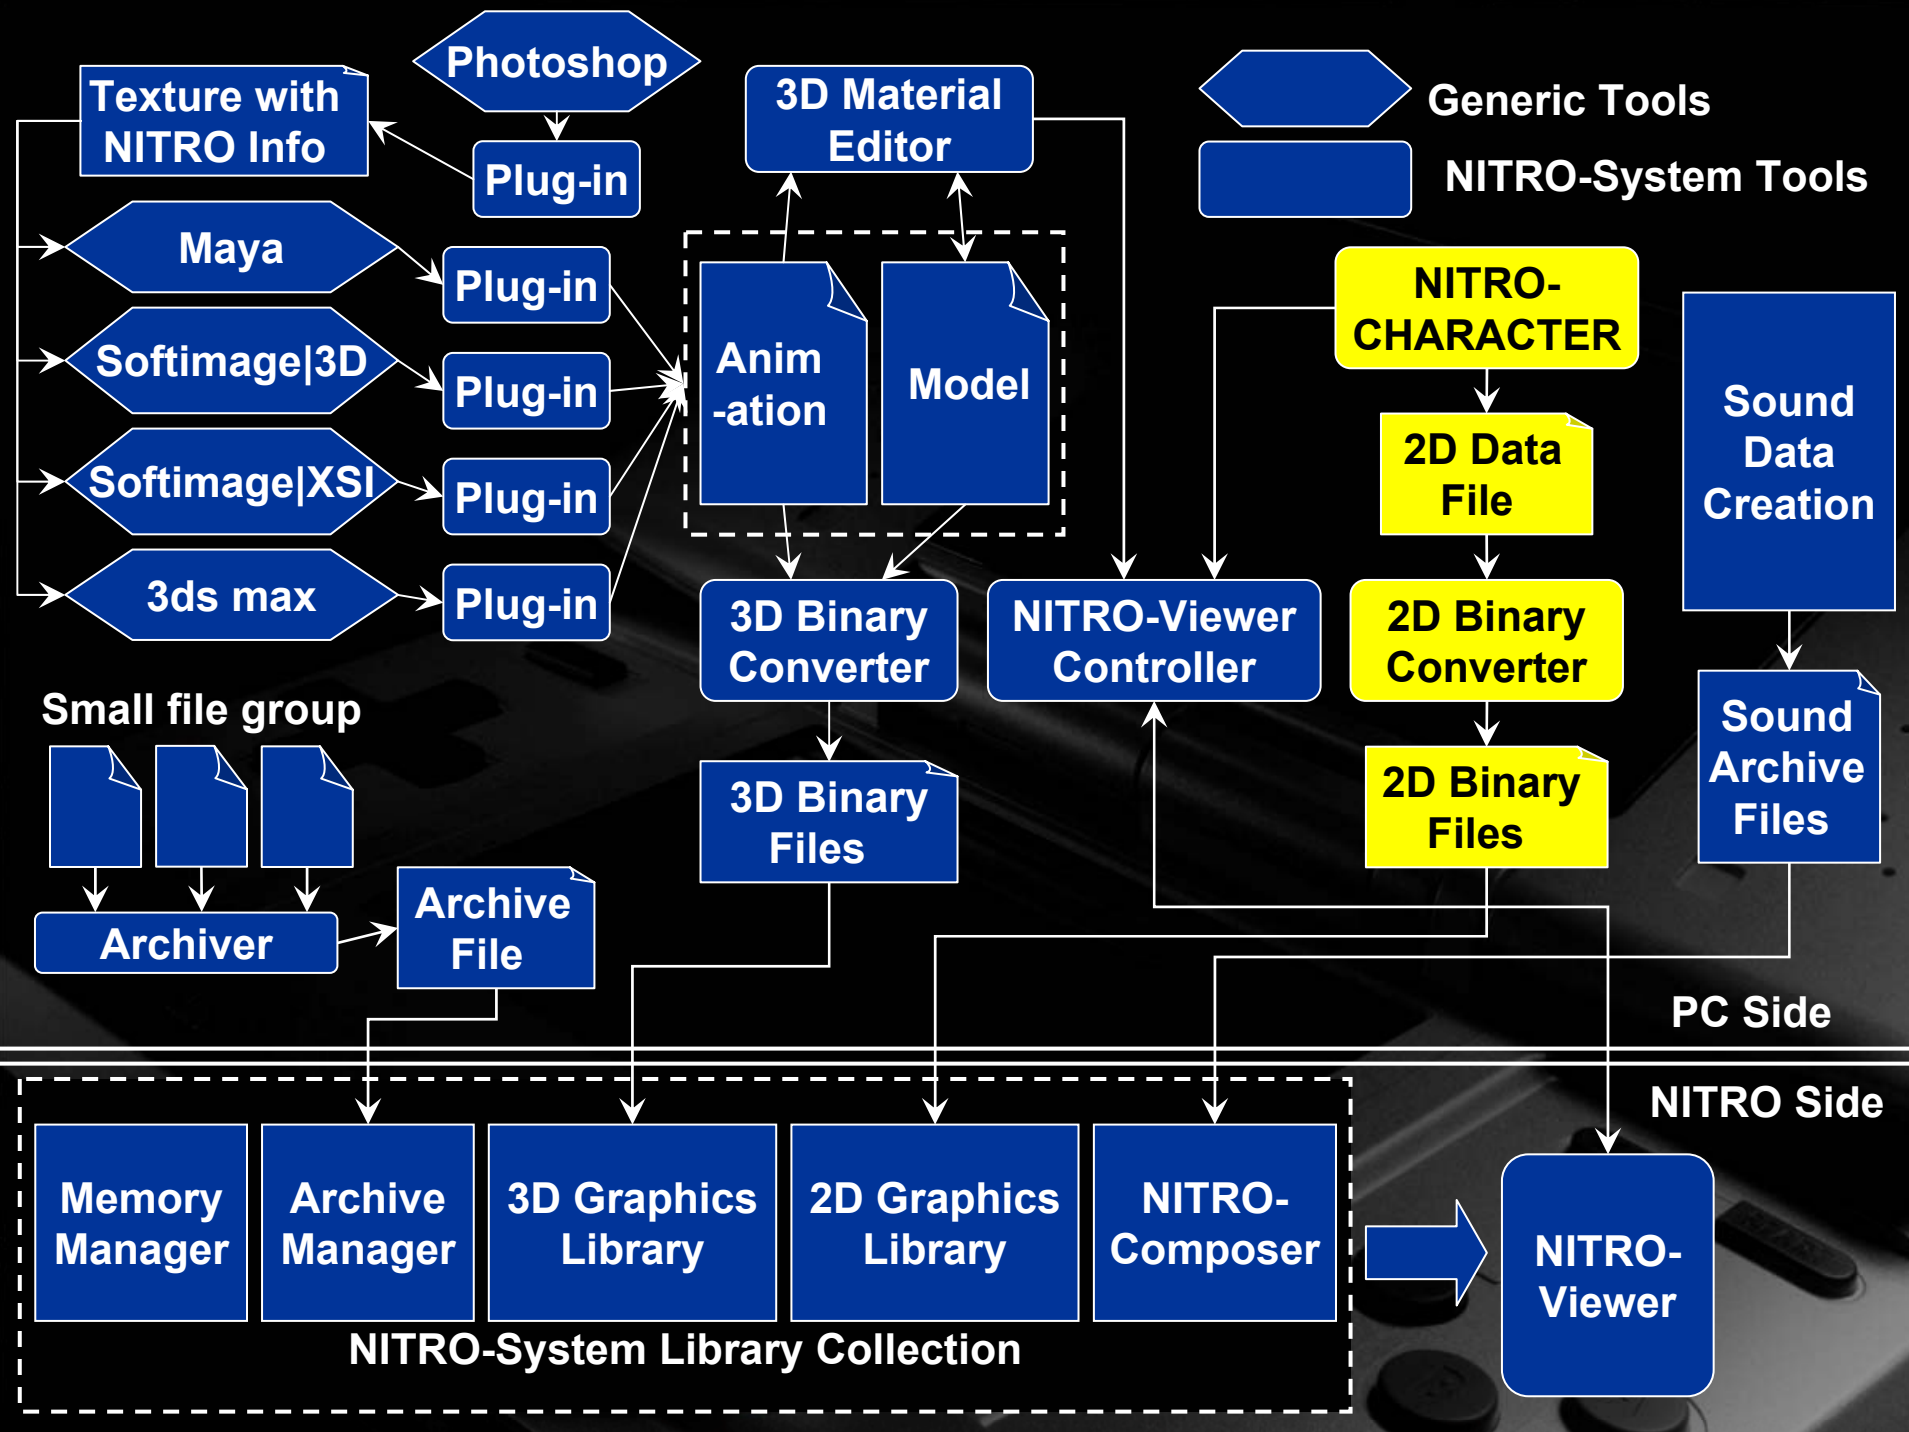 Photoshop
Texture with
NITRO Info
Plug-in
3D Material
Editor
Generic Tools
NITRO-System Tools
Maya
Plug-in
Softimage|3D
Plug-in
Softimage|XSI
Plug-in
3ds max
Plug-in
Anim
-ation
Model
NITRO-
CHARACTER
2D Data
File
Sound
Data
Creation
3D Binary
Converter
NITRO-Viewer
Controller
2D Binary
Converter
Small file group
3D Binary
Files
2D Binary
Files
Sound
Archive
Files
Archiver
Archive
File
PC Side
NITRO Side
Memory
Manager
Archive
Manager
3D Graphics
Library
2D Graphics
Library
NITRO-
Composer
NITRO-
Viewer
NITRO-System Library Collection